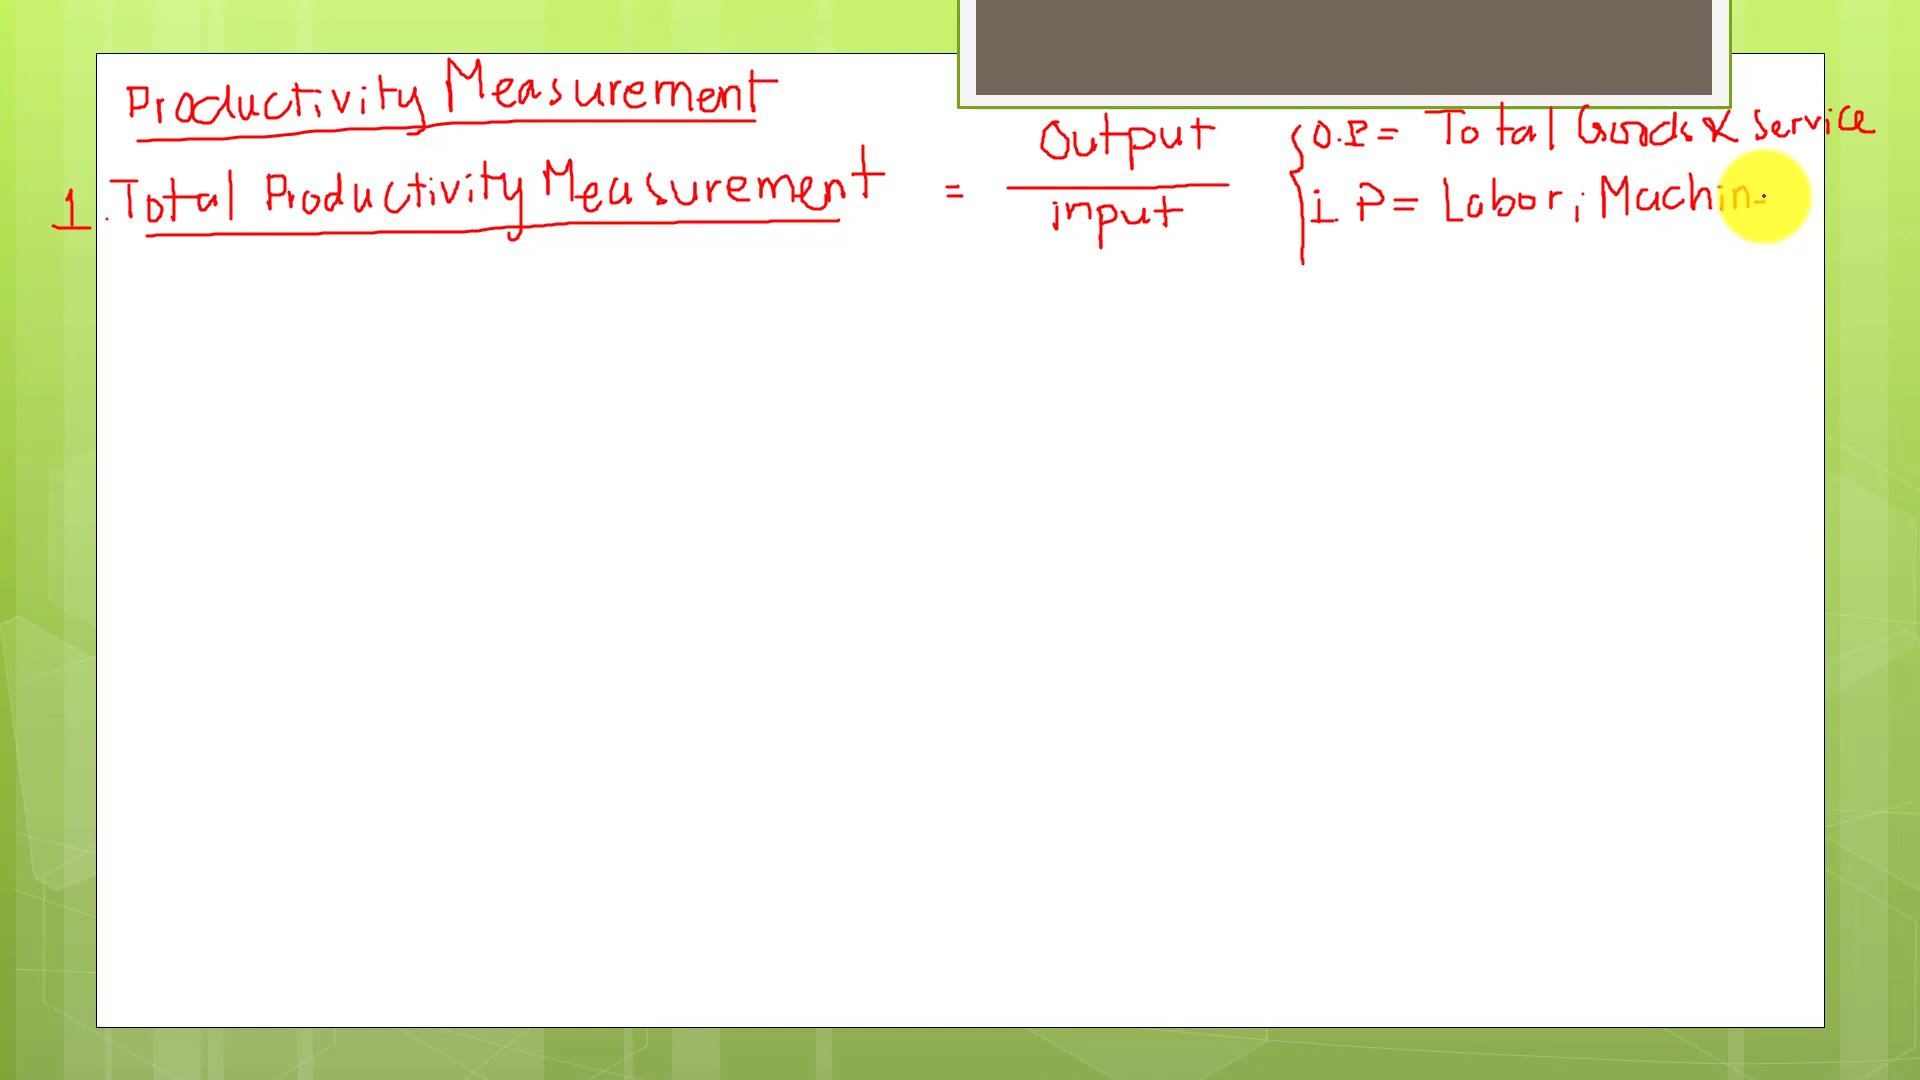 Productivity Measurement
1. Total Productivity Measurement = Output / input
O.P = Total Goods & Service
i P = Labor, Machin